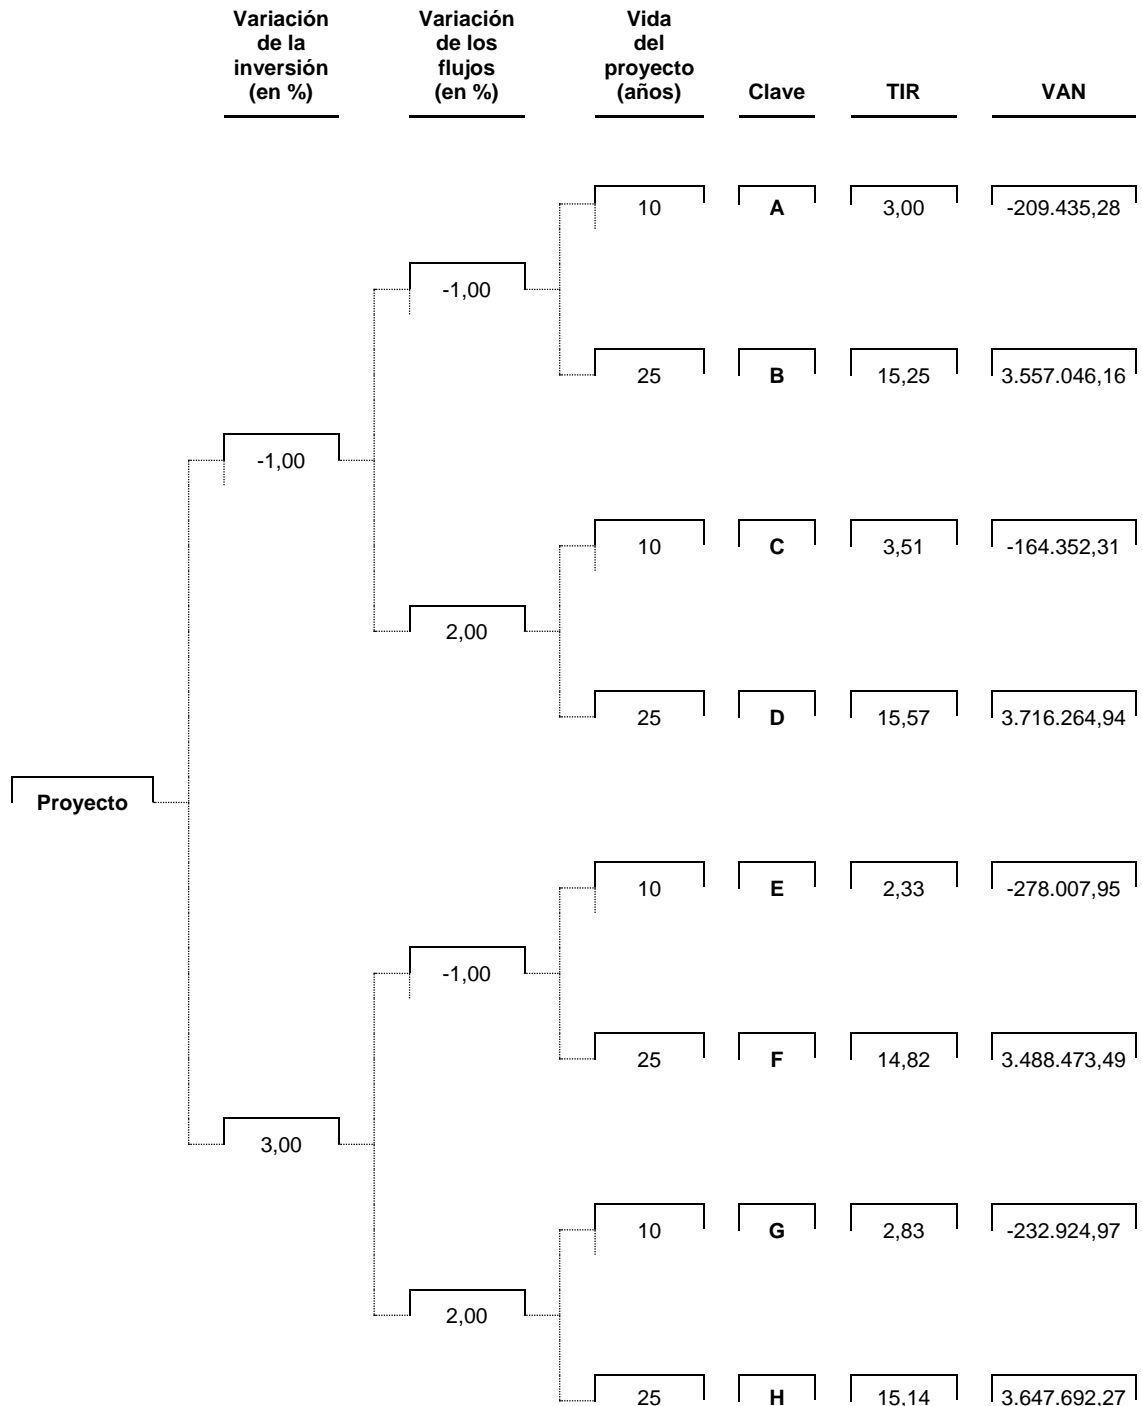 Variación
de la
inversión
(en %)
Variación
de los
flujos
(en %)
Vida
del
proyecto
(años)
Clave
TIR
VAN
10 A 3,00 -209.435,28
-1,00
25 B 15,25 3.557.046,16
-1,00
10 C 3,51 -164.352,31
2,00
25 D 15,57 3.716.264,94
Proyecto
10 E 2,33 -278.007,95
-1,00
25 F 14,82 3.488.473,49
3,00
10 G 2,83 -232.924,97
2,00
25 H 15,14 3.647.692,27